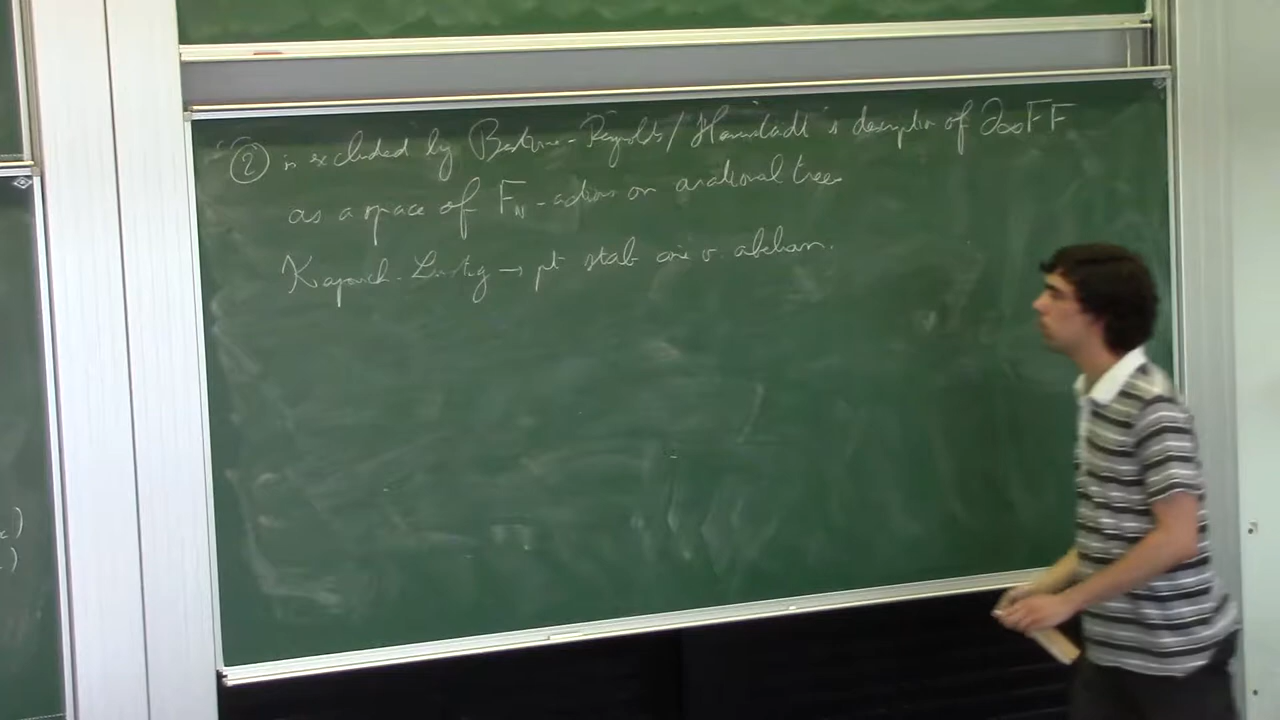 ② is excluded by Bestvina-Reynolds/Hamenstädt's description of ∂∞FF
as a space of F_N-actions on arational trees
Kapovich-Lustig → pt stab are v. abelian.
)
)